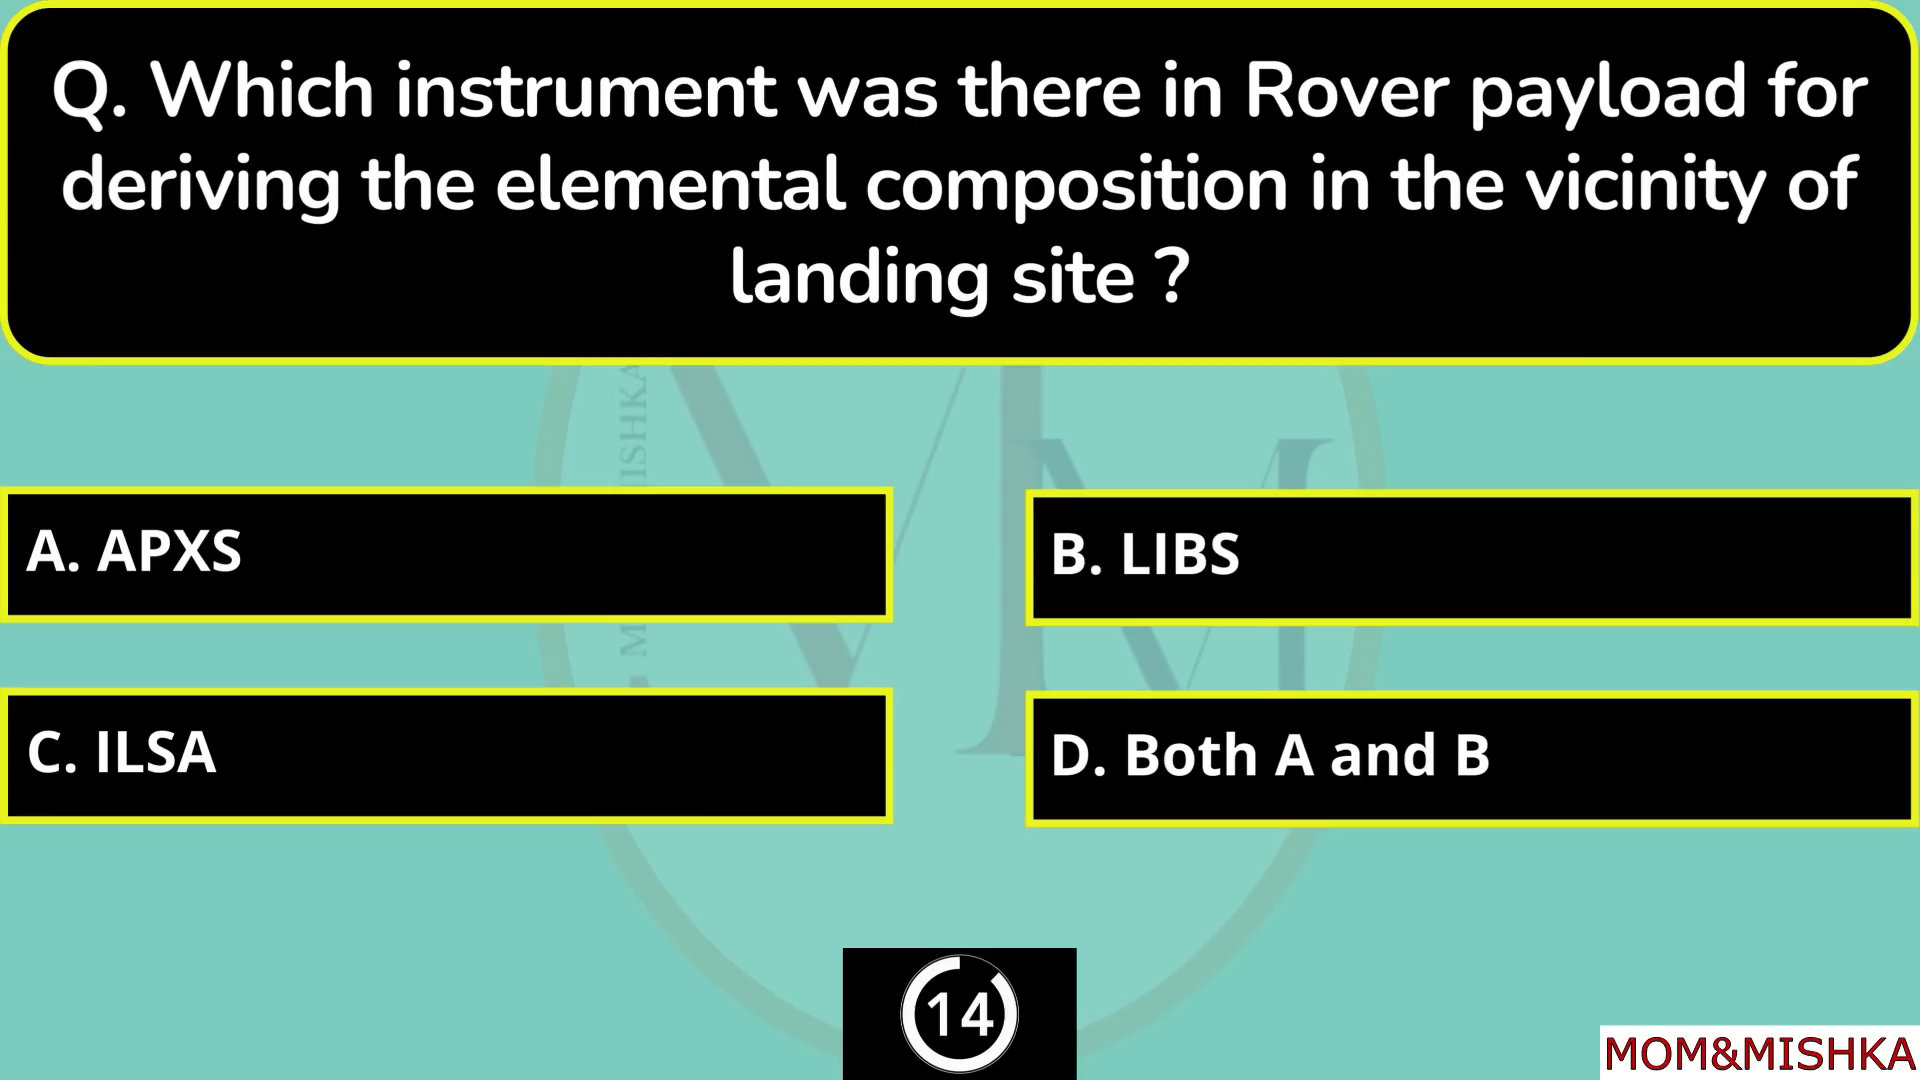 Q. Which instrument was there in Rover payload for
deriving the elemental composition in the vicinity of
landing site ?
A. APXS
B. LIBS
C. ILSA
D. Both A and B
14
MOM&MISHKA